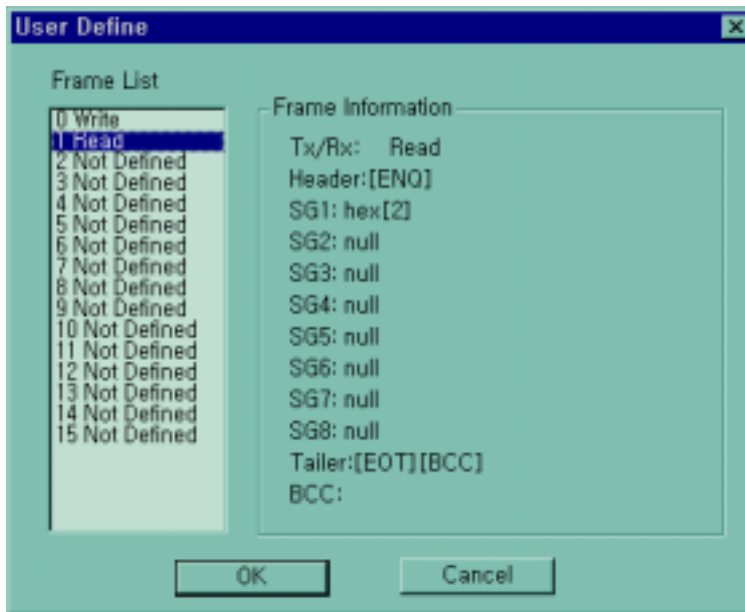 User Define
Frame List
0 Write
1 Read
2 Not Defined
3 Not Defined
4 Not Defined
5 Not Defined
6 Not Defined
7 Not Defined
8 Not Defined
9 Not Defined
10 Not Defined
11 Not Defined
12 Not Defined
13 Not Defined
14 Not Defined
15 Not Defined
Frame Information
Tx/Rx: Read
Header:[ENQ]
SG1: hex[2]
SG2: null
SG3: null
SG4: null
SG5: null
SG6: null
SG7: null
SG8: null
Tailer:[EOT][BCC]
BCC:
OK
Cancel